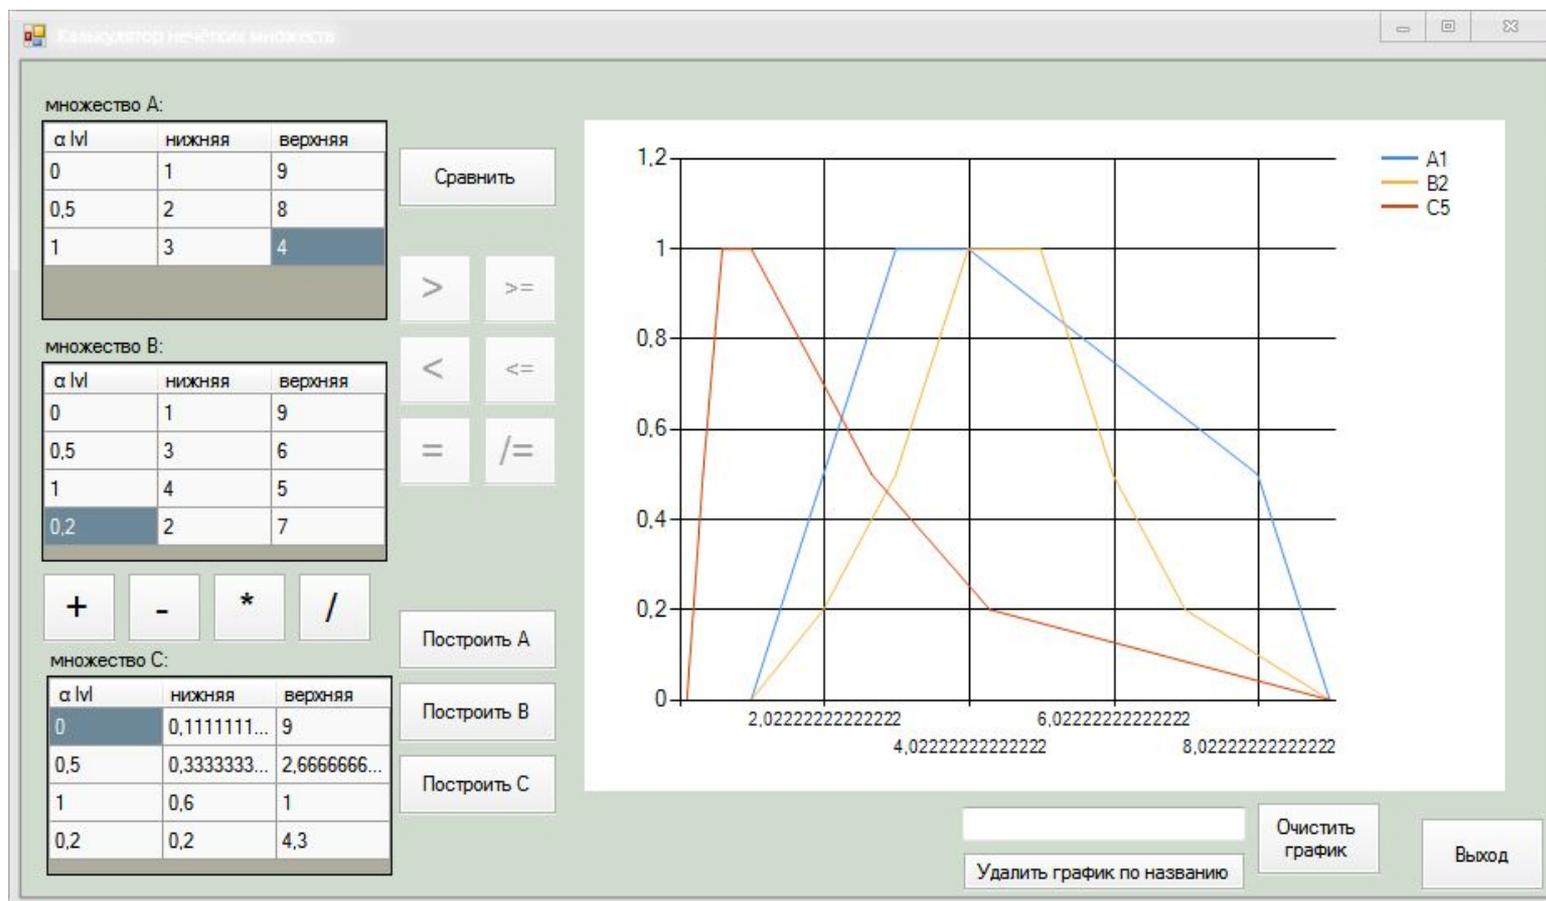 Калькулятор нечётких множеств
множество A:
α lvl нижняя верхняя
0 1 9
0,5 2 8
1 3 4
множество B:
α lvl нижняя верхняя
0 1 9
0,5 3 6
1 4 5
0,2 2 7
+ - * /
множество C:
α lvl нижняя верхняя
0 0,1111111... 9
0,5 0,3333333... 2,6666666...
1 0,6 1
0,2 0,2 4,3
Сравнить
> >=
< <=
= /=
Построить A
Построить B
Построить C
1,2
1
0,8
0,6
0,4
0,2
0
2,02222222222222 6,02222222222222
4,02222222222222 8,02222222222222
A1
B2
C5
Удалить график по названию
Очистить
график
Выход